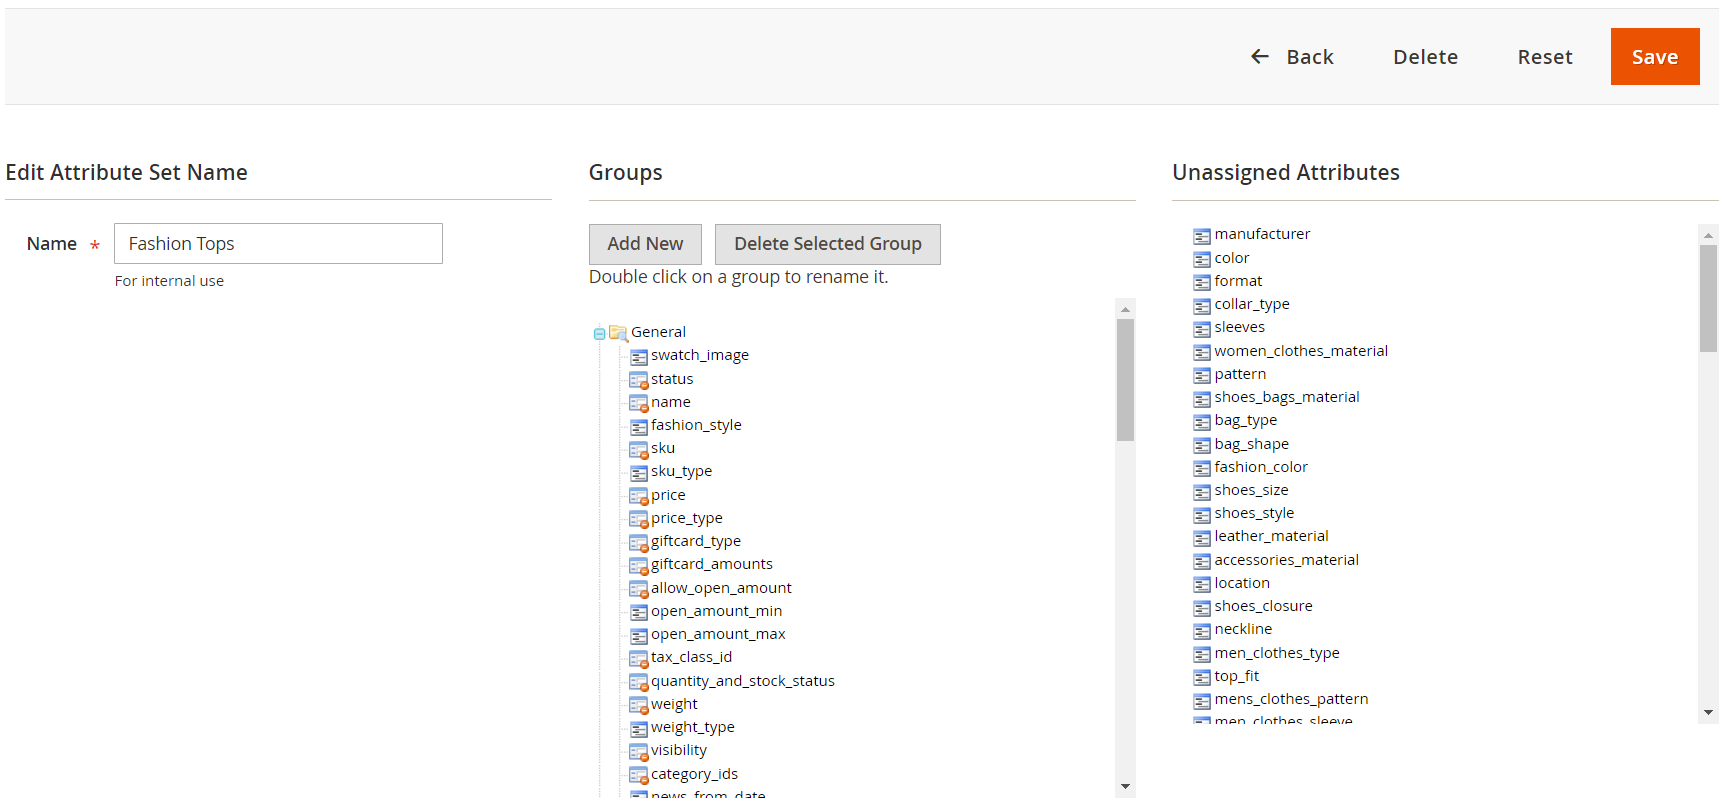 ← Back Delete Reset Save
Edit Attribute Set Name
Name *
Fashion Tops
For internal use
Groups
Add New Delete Selected Group
Double click on a group to rename it.
General
swatch_image
status
name
fashion_style
sku
sku_type
price
price_type
giftcard_type
giftcard_amounts
allow_open_amount
open_amount_min
open_amount_max
tax_class_id
quantity_and_stock_status
weight
weight_type
visibility
category_ids
news_from_date
Unassigned Attributes
manufacturer
color
format
collar_type
sleeves
women_clothes_material
pattern
shoes_bags_material
bag_type
bag_shape
fashion_color
shoes_size
shoes_style
leather_material
accessories_material
location
shoes_closure
neckline
men_clothes_type
top_fit
mens_clothes_pattern
men_clothes_sleeve